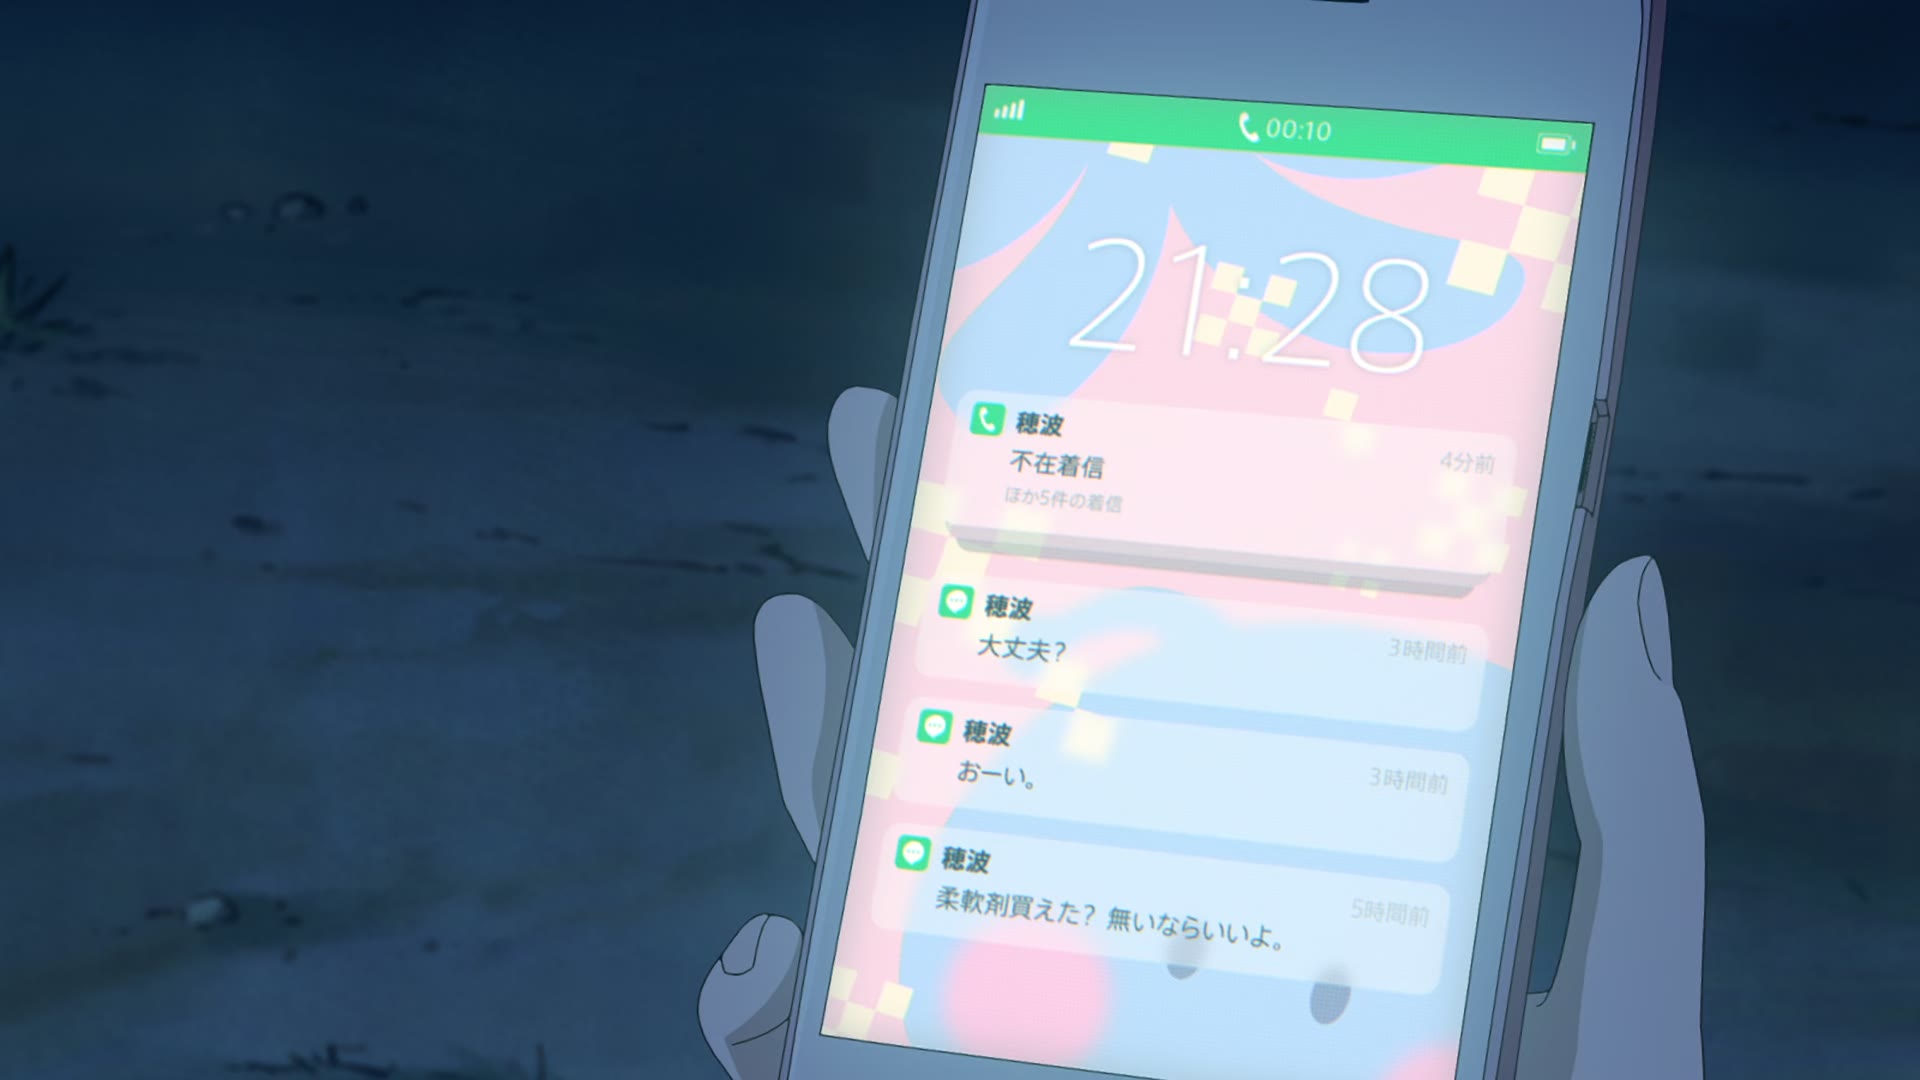 00:10
21:28
穂波
不在着信
4分前
ほか5件の着信
穂波
大丈夫?
3時間前
穂波
おーい。
3時間前
穂波
柔軟剤買えた? 無いならいいよ。
5時間前